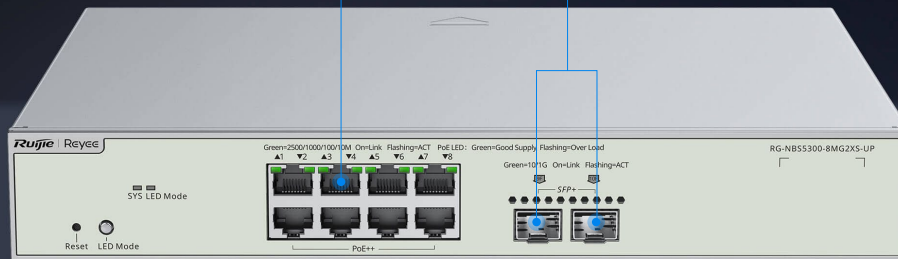 Ruijie | Reyee
Green=2500/1000/100/10M On=Link Flashing=ACT PoE LED: Green=Good Supply Flashing=Over Load
▲1 ▼2 ▲3 ▼4 ▲5 ▼6 ▲7 ▼8
RG-NBS5300-8MG2XS-UP
Green=10/1G On=Link Flashing=ACT
SFP+
SYS LED Mode
Reset LED Mode
PoE++